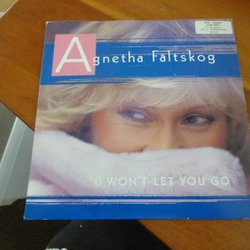 Agnetha Fältskog
I WON'T LET YOU GO